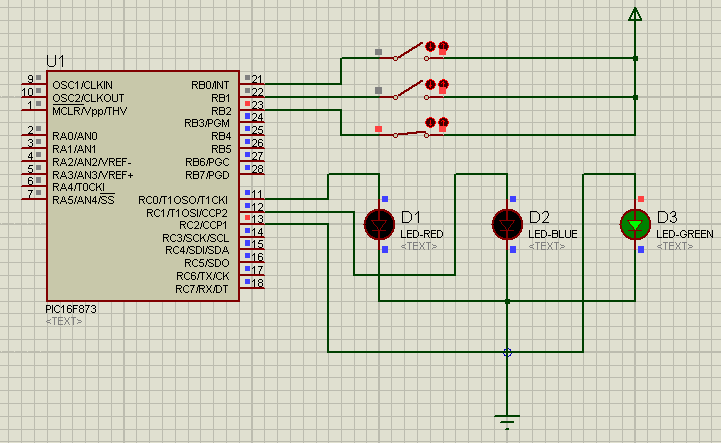 U1
9 OSC1/CLKIN RB0/INT 21
10 OSC2/CLKOUT RB1 22
1 MCLR/Vpp/THV RB2 23
RB3/PGM 24
2 RA0/AN0 RB4 25
3 RA1/AN1 RB5 26
4 RA2/AN2/VREF- RB6/PGC 27
5 RA3/AN3/VREF+ RB7/PGD 28
6 RA4/T0CKI
7 RA5/AN4/SS RC0/T1OSO/T1CKI 11
RC1/T1OSI/CCP2 12
RC2/CCP1 13
RC3/SCK/SCL 14
RC4/SDI/SDA 15
RC5/SDO 16
RC6/TX/CK 17
RC7/RX/DT 18
PIC16F873
<TEXT>
D1
LED-RED
<TEXT>
D2
LED-BLUE
<TEXT>
D3
LED-GREEN
<TEXT>